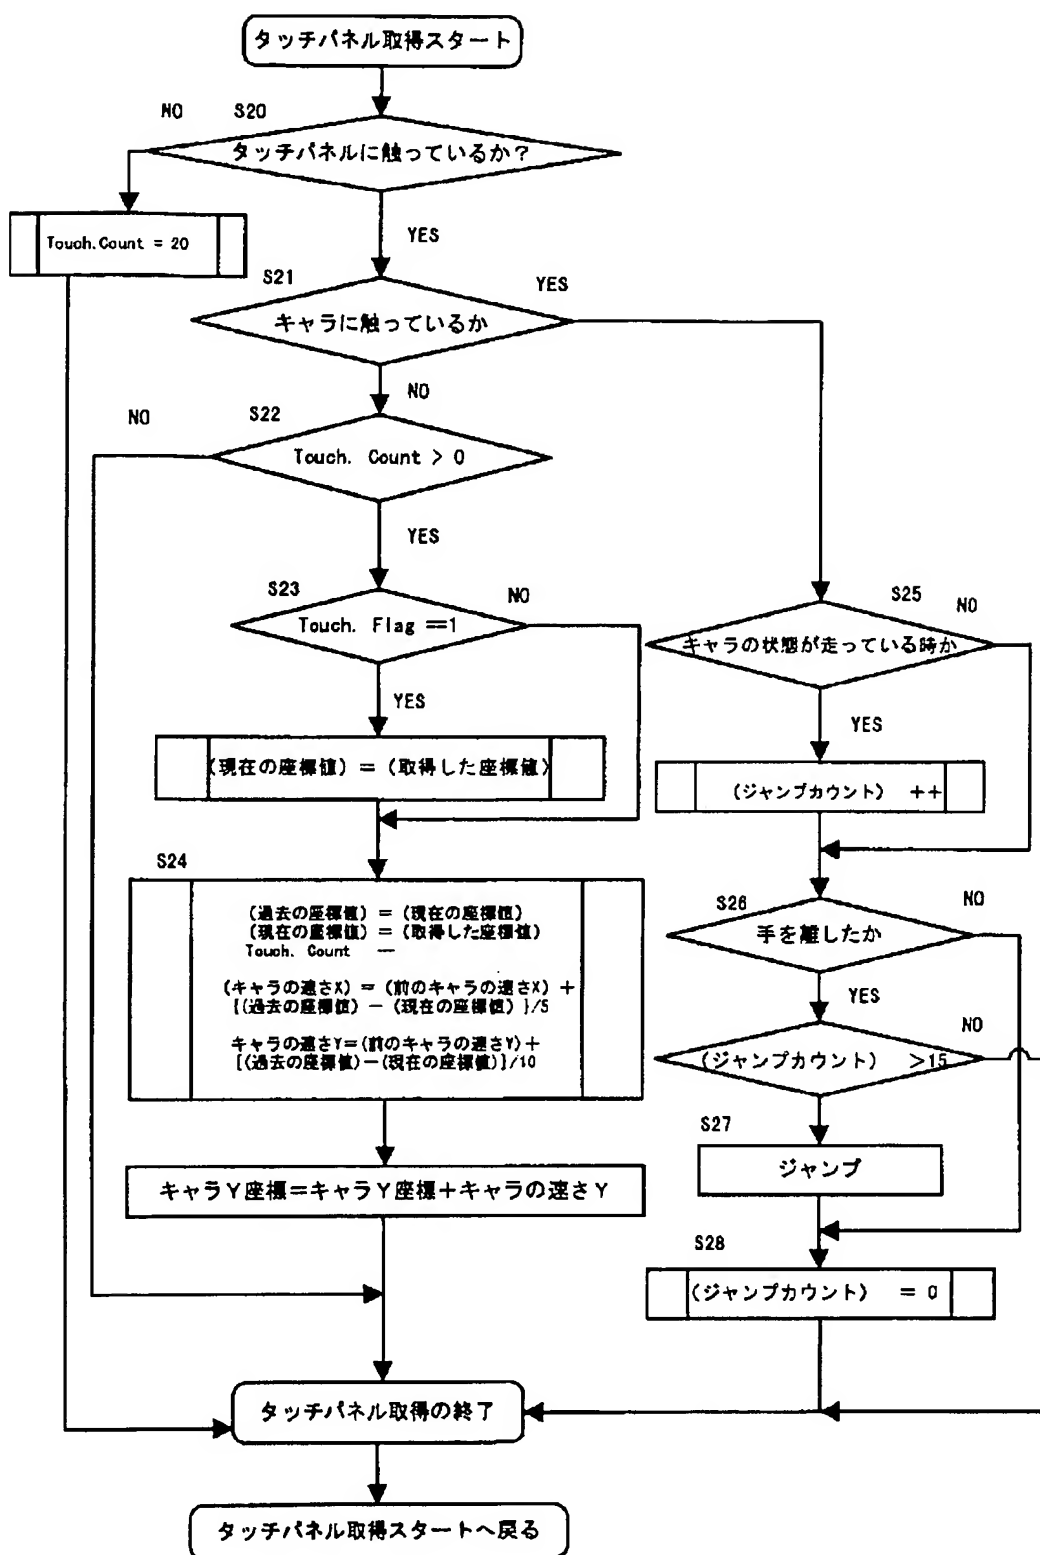 タッチパネル取得スタート
NO
S20
タッチパネルに触っているか？
Touch.Count = 20
YES
S21
YES
キャラに触っているか
NO
NO
S22
Touch. Count > 0
YES
S23
NO
Touch. Flag ==1
S25
NO
キャラの状態が走っている時か
YES
YES
(現在の座標値) = (取得した座標値)
(ジャンプカウント) ++
S24
(過去の座標値) = (現在の座標値)
(現在の座標値) = (取得した座標値)
Touch. Count —
(キャラの速さX) = (前のキャラの速さX) +
[(過去の座標値) — (現在の座標値) ]/5
キャラの速さY=(前のキャラの速さY)+
[(過去の座標値)—(現在の座標値)]/10
S26
NO
手を離したか
YES
NO
(ジャンプカウント) >15
S27
ジャンプ
キャラY座標=キャラY座標+キャラの速さY
S28
(ジャンプカウント) = 0
タッチパネル取得の終了
タッチパネル取得スタートへ戻る